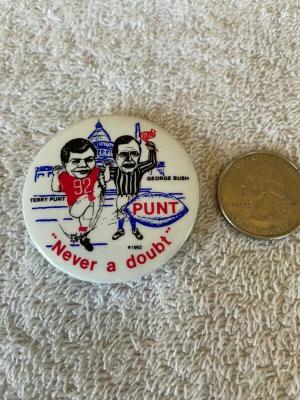 GEORGE BUSH
92
TERRY PUNT
PUNT
"Never a doubt"
©1992